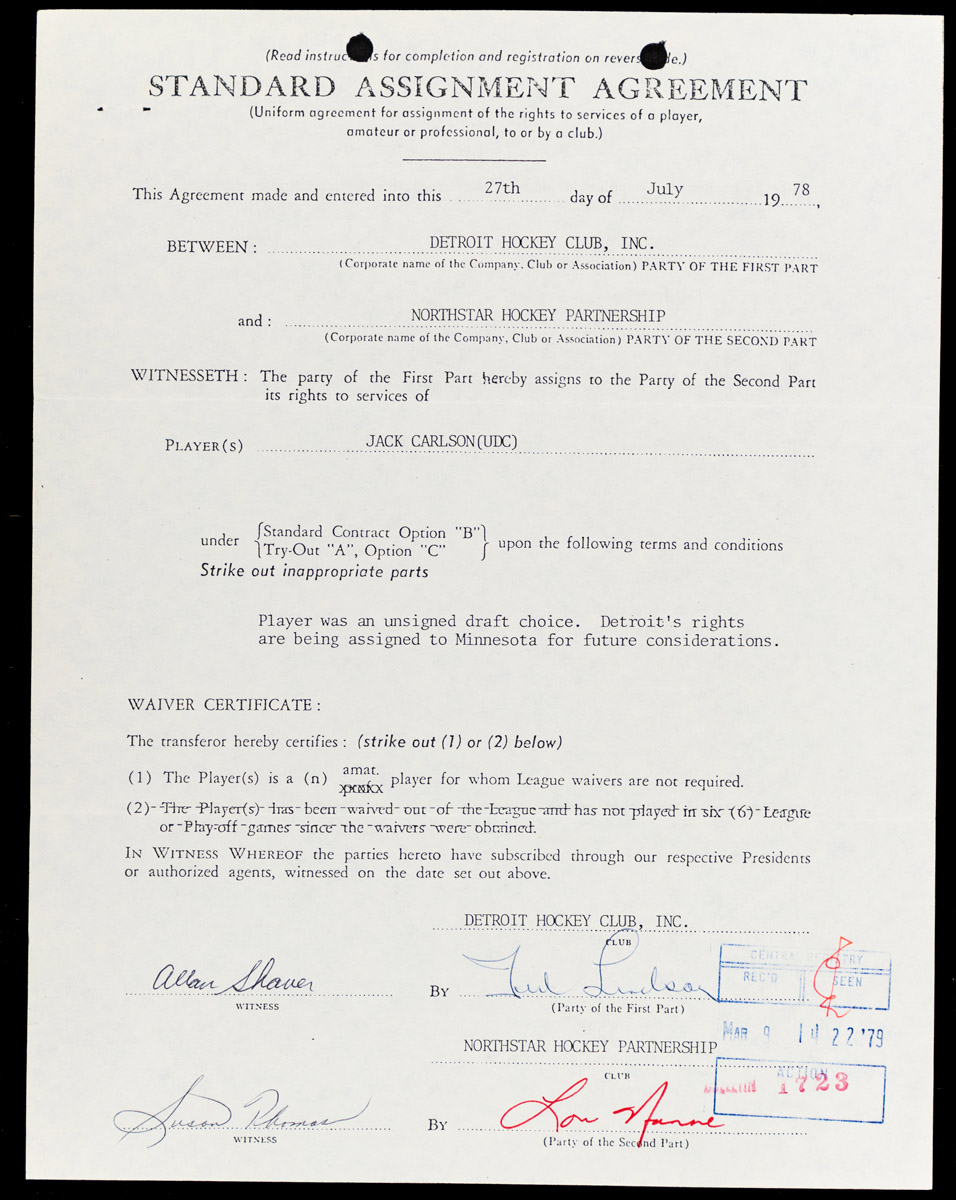 (Read instruc s for completion and registration on revers de.)
STANDARD ASSIGNMENT AGREEMENT
(Uniform agreement for assignment of the rights to services of a player,
amateur or professional, to or by a club.)
This Agreement made and entered into this 27th day of July 1978,
BETWEEN: DETROIT HOCKEY CLUB, INC.
(Corporate name of the Company, Club or Association) PARTY OF THE FIRST PART
and: NORTHSTAR HOCKEY PARTNERSHIP
(Corporate name of the Company, Club or Association) PARTY OF THE SECOND PART
WITNESSETH: The party of the First Part hereby assigns to the Party of the Second Part
its rights to services of
PLAYER(S) JACK CARLSON(UDC)
under {Standard Contract Option "B"} upon the following terms and conditions
Try-Out "A", Option "C"
Strike out inappropriate parts
Player was an unsigned draft choice. Detroit's rights
are being assigned to Minnesota for future considerations.
WAIVER CERTIFICATE:
The transferor hereby certifies: (strike out (1) or (2) below)
(1) The Player(s) is a (n) amat. player for whom League waivers are not required.
(2) The Player(s) has been waived out of the League and has not played in six (6) League
or Play-off games since the waivers were obtained.
IN WITNESS WHEREOF the parties hereto have subscribed through our respective Presidents
or authorized agents, witnessed on the date set out above.
DETROIT HOCKEY CLUB, INC.
CLUB
Allan Shaver
WITNESS
BY Ted Lindsay
(Party of the First Part)
CENTRAL REGISTRY
REC'D SEEN
MAR 9 22 '79
NORTHSTAR HOCKEY PARTNERSHIP
CLUB
ACTION
BULLETIN 1723
Susan Thomas
WITNESS
BY Lou Nanne
(Party of the Second Part)